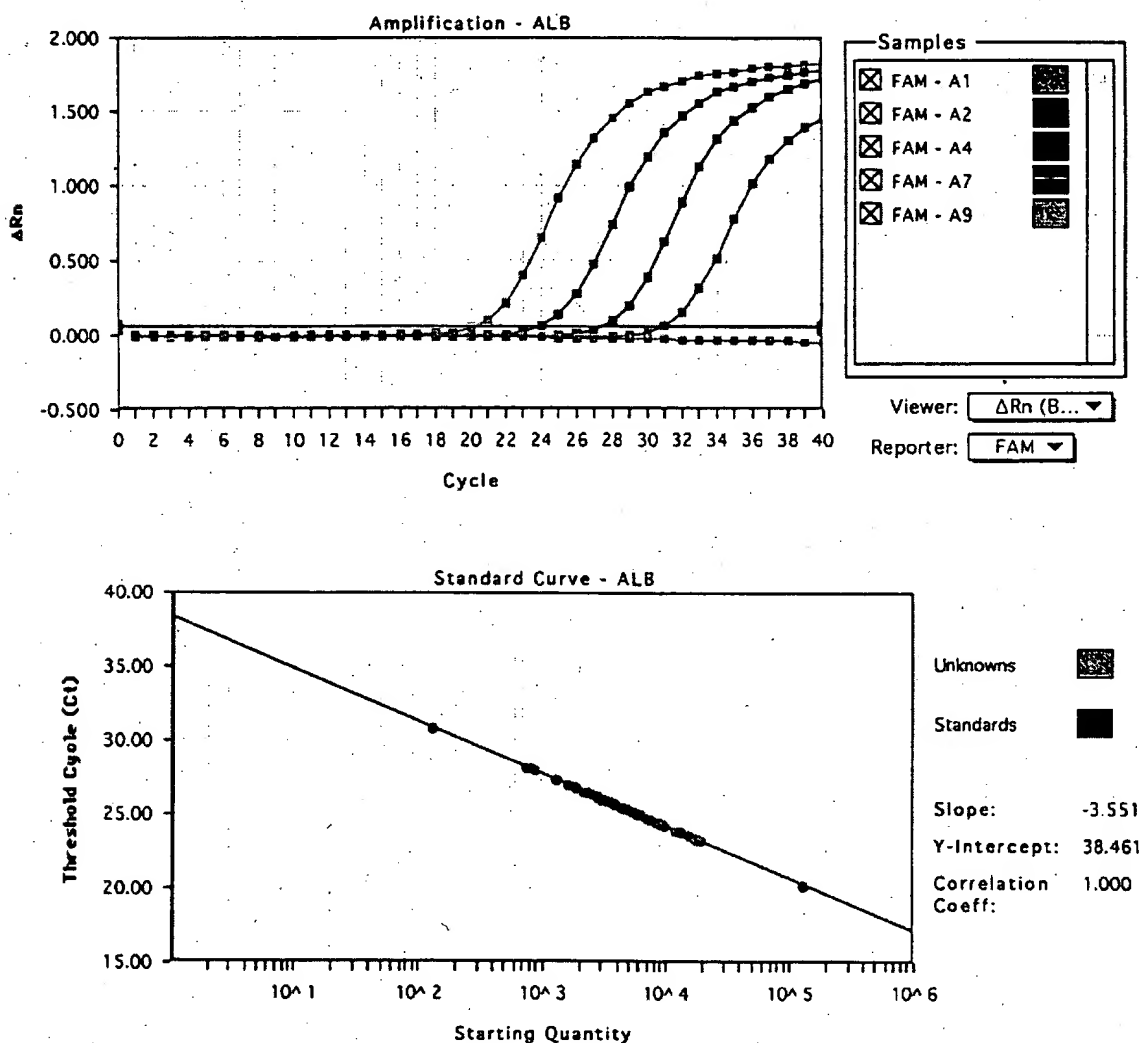 Amplification - ALB
2.000
1.500
1.000
0.500
0.000
-0.500
ΔRn
0 2 4 6 8 10 12 14 16 18 20 22 24 26 28 30 32 34 36 38 40
Cycle
Samples
FAM - A1
FAM - A2
FAM - A4
FAM - A7
FAM - A9
Viewer: ΔRn (B... ▼
Reporter: FAM ▼
Standard Curve - ALB
40.00
35.00
30.00
25.00
20.00
15.00
Threshold Cycle (Ct)
10^1 10^2 10^3 10^4 10^5 10^6
Starting Quantity
Unknowns
Standards
Slope: -3.551
Y-Intercept: 38.461
Correlation 1.000
Coeff: